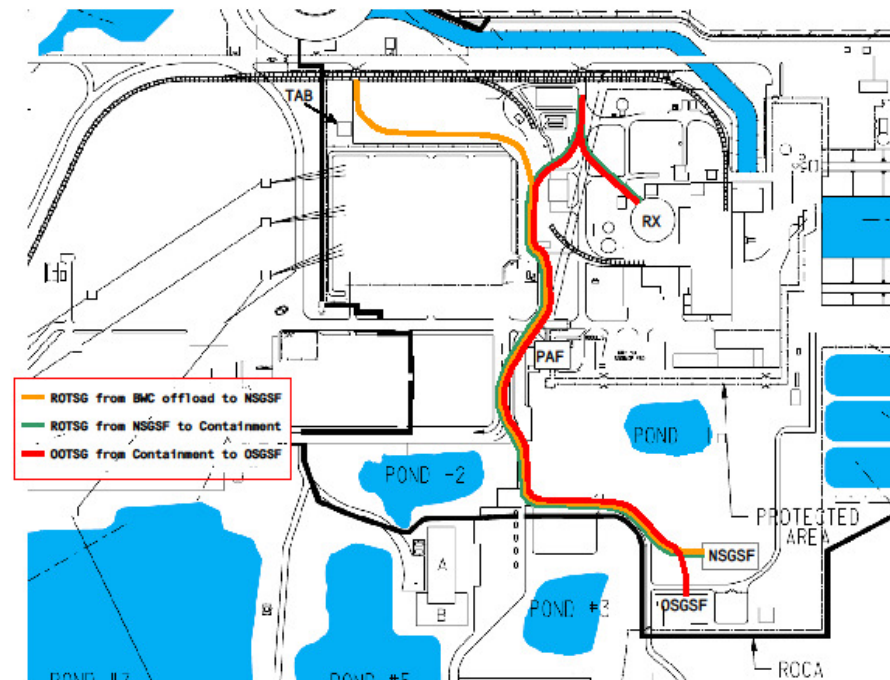 TAB
RX
PAF
ROTSG from BWC offload to NSGSF
ROTSG from NSGSF to Containment
OOTSG from Containment to OSGSF
POND
POND -2
PROTECTED
AREA
NSGSF
A
B
POND #3
OSGSF
ROCA